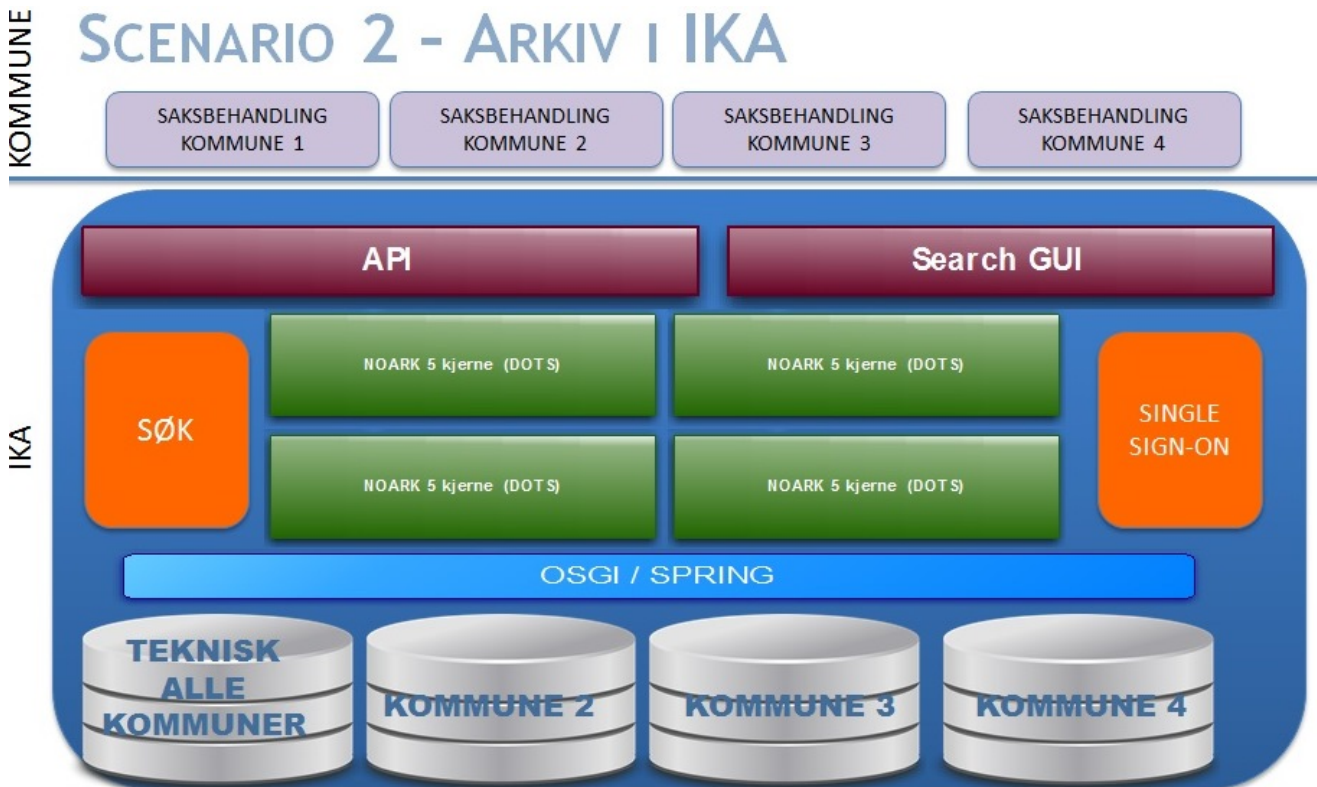 KOMMUNE
SCENARIO 2 - ARKIV I IKA
SAKSBEHANDLING
KOMMUNE 1
SAKSBEHANDLING
KOMMUNE 2
SAKSBEHANDLING
KOMMUNE 3
SAKSBEHANDLING
KOMMUNE 4
IKA
API
Search GUI
SØK
NOARK 5 kjerne (DOTS)
NOARK 5 kjerne (DOTS)
SINGLE
SIGN-ON
NOARK 5 kjerne (DOTS)
NOARK 5 kjerne (DOTS)
OSGI / SPRING
TEKNISK
ALLE
KOMMUNER
KOMMUNE 2
KOMMUNE 3
KOMMUNE 4